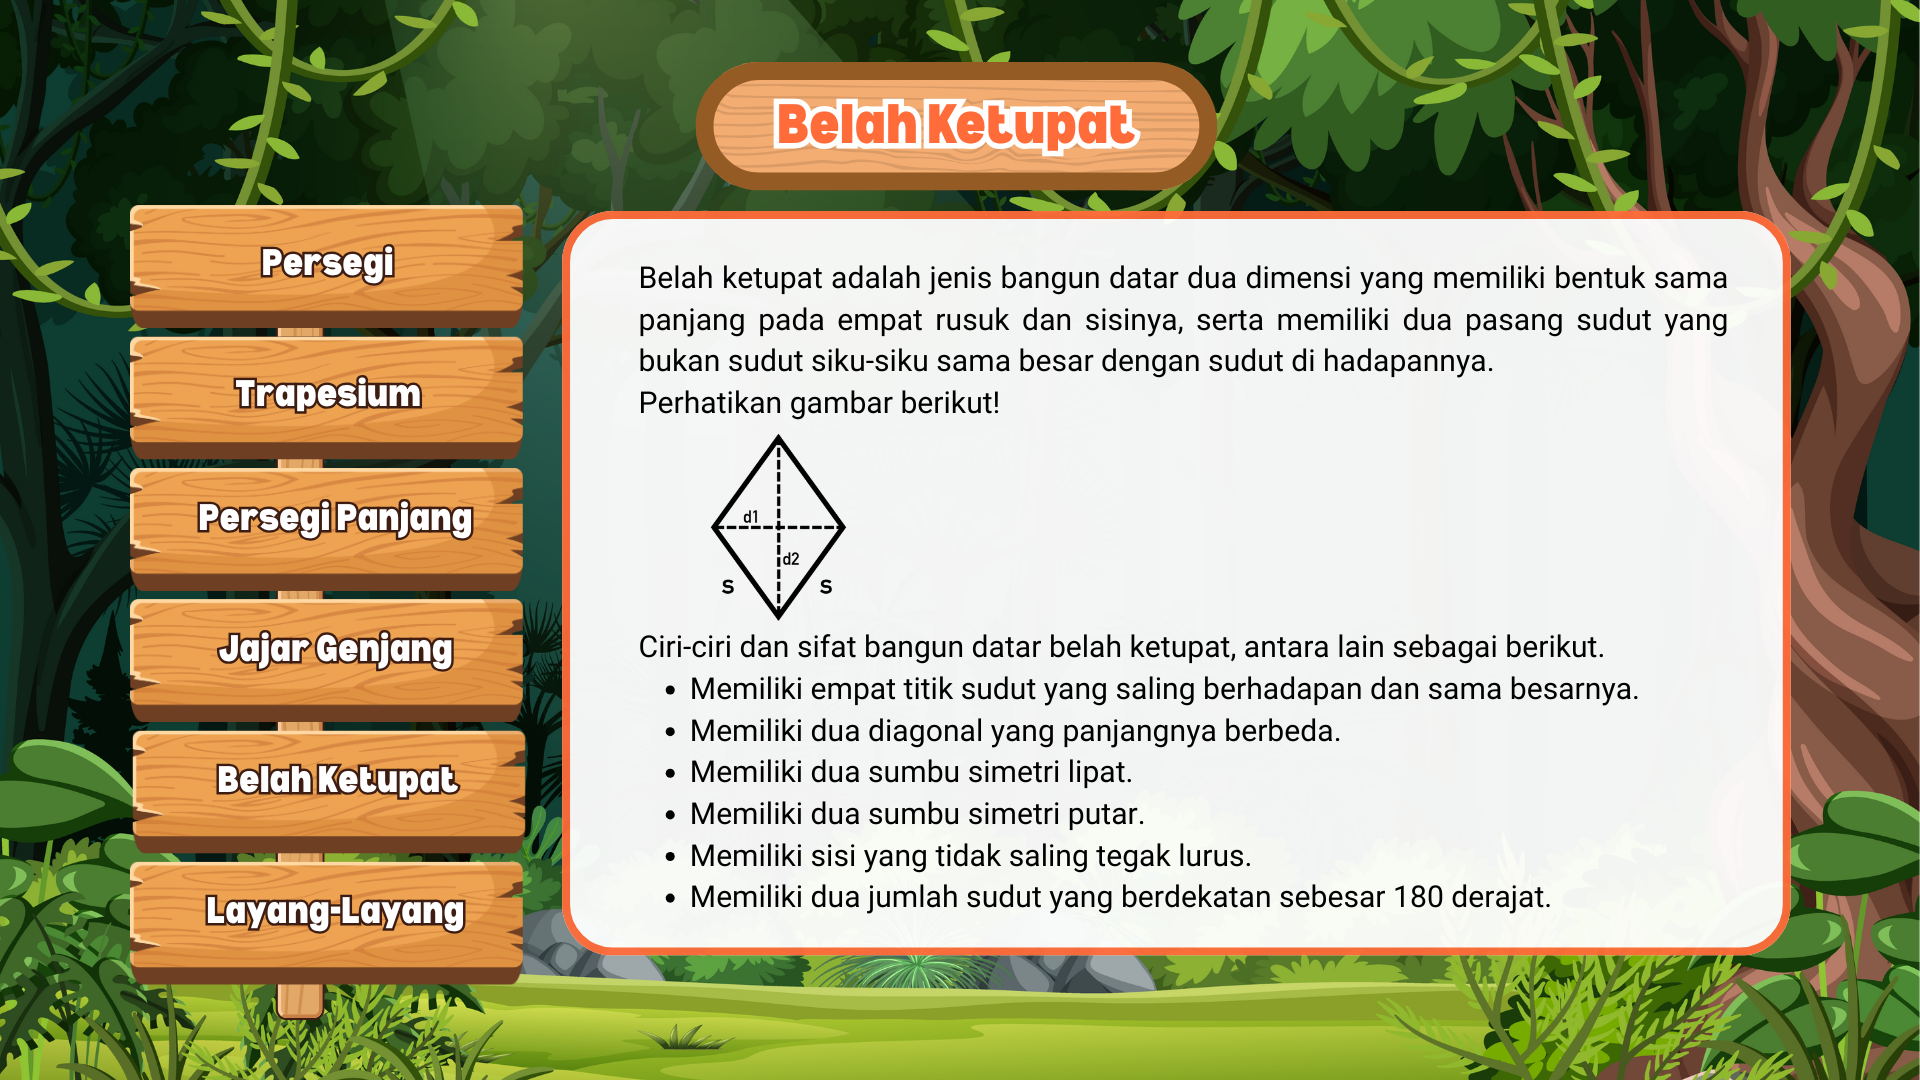 Belah Ketupat
Persegi
Trapesium
Persegi Panjang
Jajar Genjang
Belah Ketupat
Layang-Layang
Belah ketupat adalah jenis bangun datar dua dimensi yang memiliki bentuk sama
panjang pada empat rusuk dan sisinya, serta memiliki dua pasang sudut yang
bukan sudut siku-siku sama besar dengan sudut di hadapannya.
Perhatikan gambar berikut!
d1
d2
s s
Ciri-ciri dan sifat bangun datar belah ketupat, antara lain sebagai berikut.
• Memiliki empat titik sudut yang saling berhadapan dan sama besarnya.
• Memiliki dua diagonal yang panjangnya berbeda.
• Memiliki dua sumbu simetri lipat.
• Memiliki dua sumbu simetri putar.
• Memiliki sisi yang tidak saling tegak lurus.
• Memiliki dua jumlah sudut yang berdekatan sebesar 180 derajat.